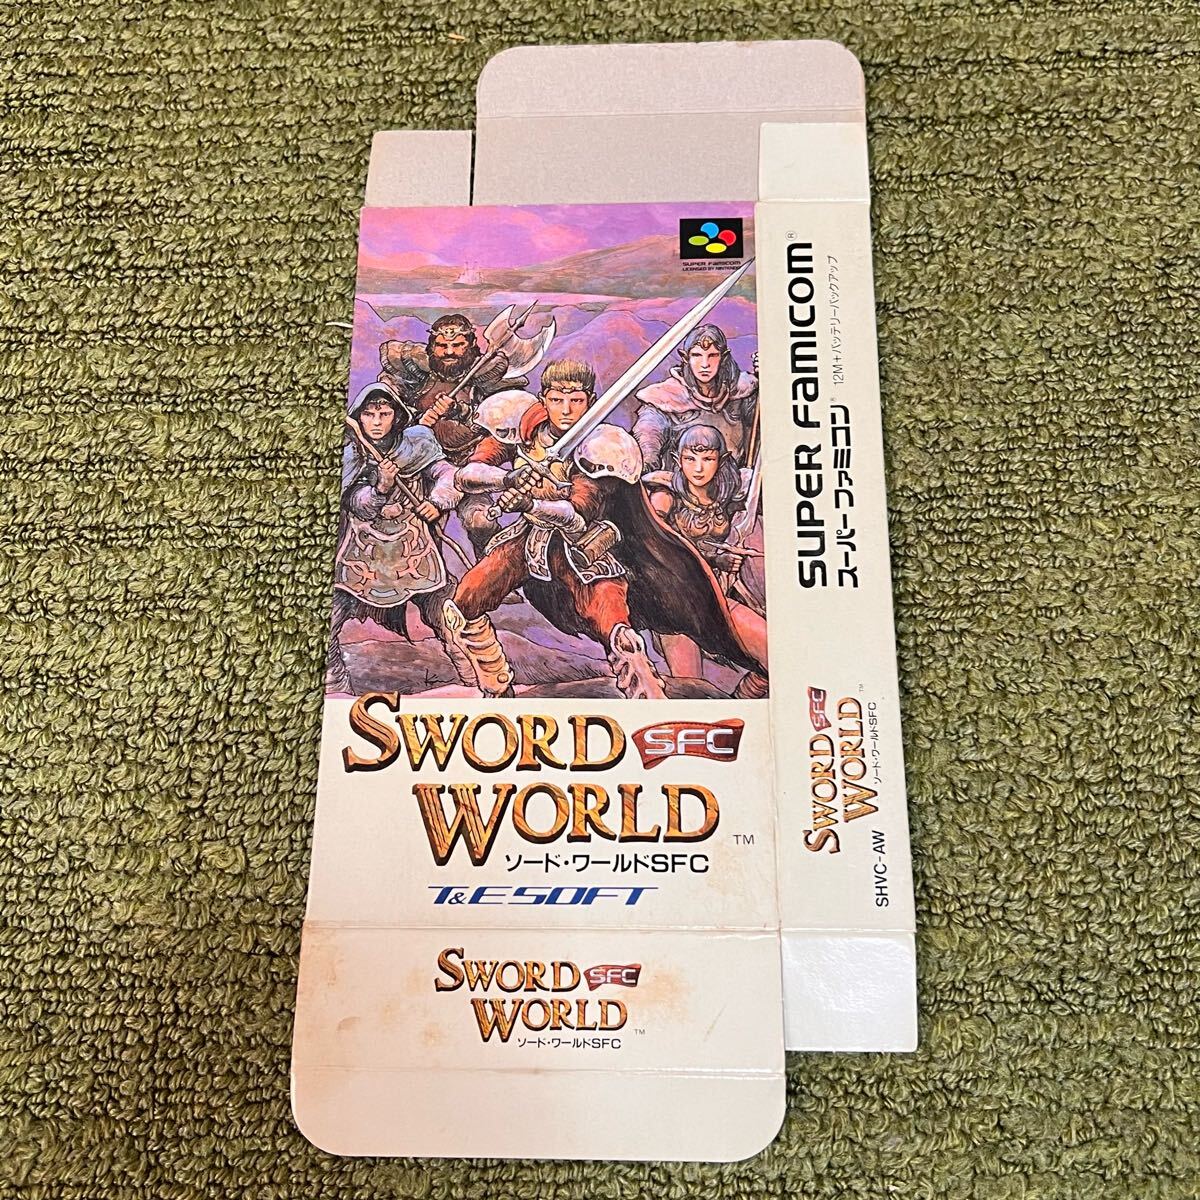 SUPER FAMICOM
LICENSED BY NINTENDO
SWORD SFC
WORLD ™
ソード・ワールドSFC
T&E SOFT
SWORD SFC
WORLD ™
ソード・ワールドSFC
SUPER FAMICOM®
スーパーファミコン® 12M+バッテリーバックアップ
SWORD SFC
WORLD ™
ソード・ワールドSFC
SHVC-AW